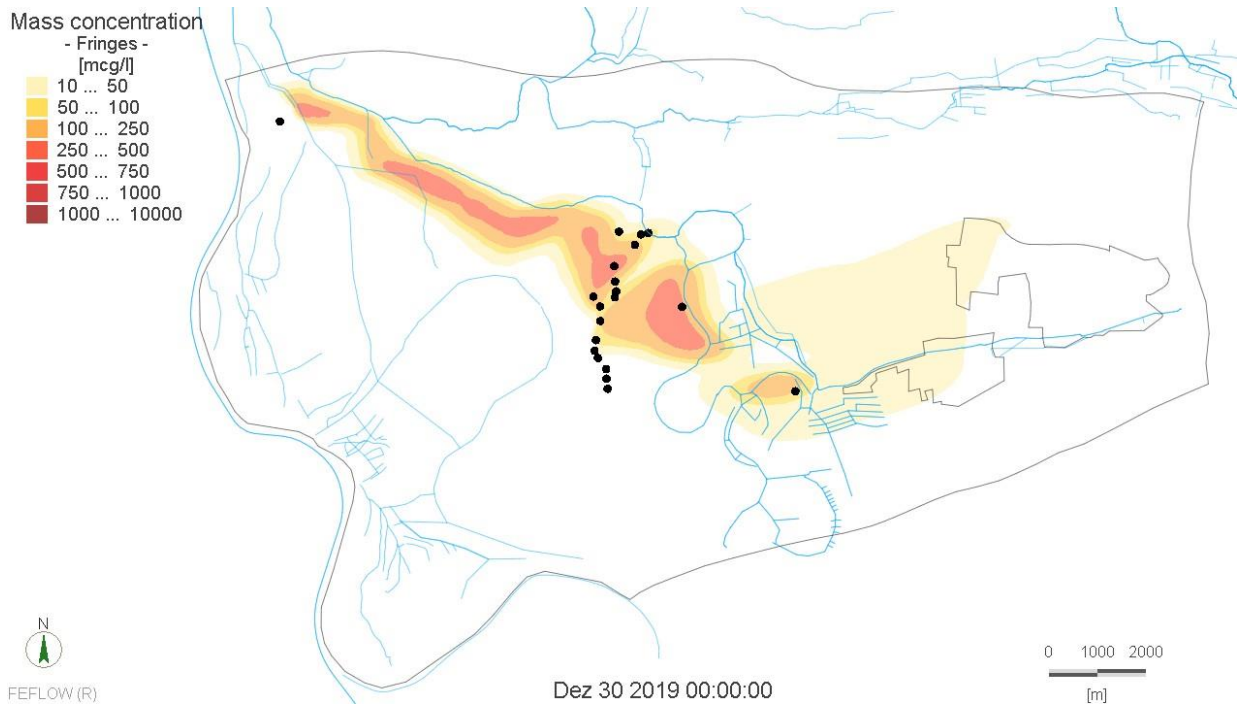 Mass concentration
- Fringes -
[mcg/l]
10 ... 50
50 ... 100
100 ... 250
250 ... 500
500 ... 750
750 ... 1000
1000 ... 10000
N
FEFLOW (R)
Dez 30 2019 00:00:00
0 1000 2000
[m]